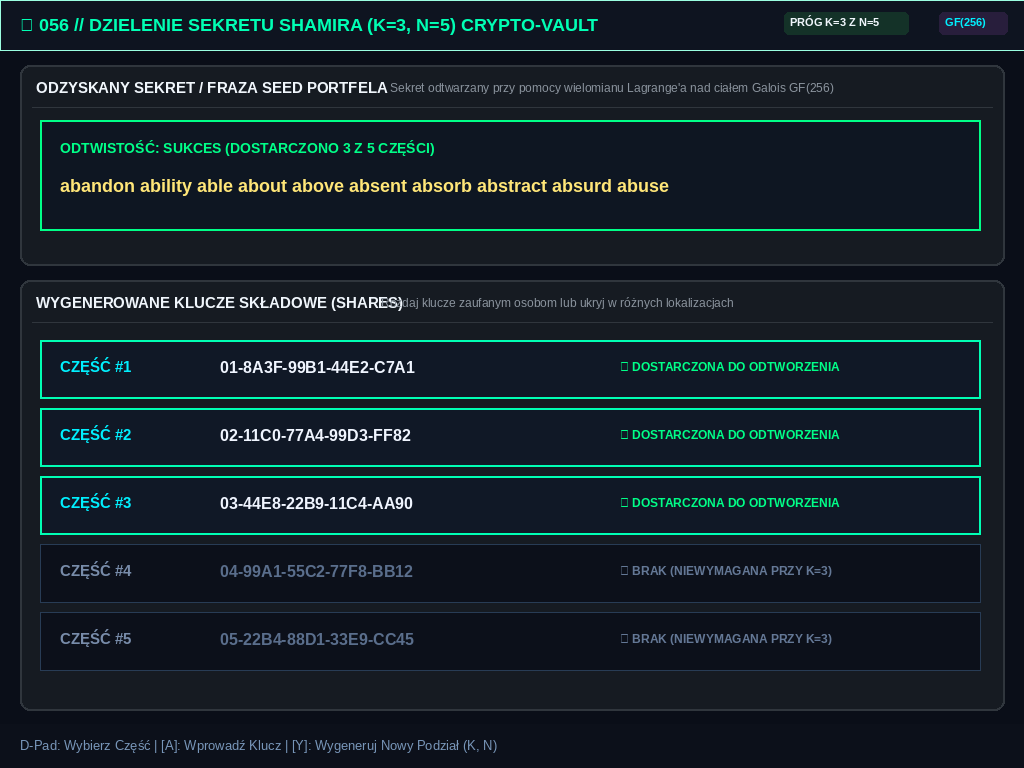 056 // DZIELENIE SEKRETU SHAMIRA (K=3, N=5) CRYPTO-VAULT
PRÓG K=3 Z N=5
GF(256)
ODZYSKANY SEKRET / FRAZA SEED PORTFELA Sekret odtwarzany przy pomocy wielomianu Lagrange'a nad ciałem Galois GF(256)
ODTWISTOŚĆ: SUKCES (DOSTARCZONO 3 Z 5 CZĘŚCI)
abandon ability able about above absent absorb abstract absurd abuse
WYGENEROWANE KLUCZE SKŁADOWE (SHARES) klucze zaufanym osobom lub ukryj w różnych lokalizacjach
CZĘŚĆ #1 01-8A3F-99B1-44E2-C7A1 DOSTARCZONA DO ODTWORZENIA
CZĘŚĆ #2 02-11C0-77A4-99D3-FF82 DOSTARCZONA DO ODTWORZENIA
CZĘŚĆ #3 03-44E8-22B9-11C4-AA90 DOSTARCZONA DO ODTWORZENIA
CZĘŚĆ #4 04-99A1-55C2-77F8-BB12 BRAK (NIEWYMAGANA PRZY K=3)
CZĘŚĆ #5 05-22B4-88D1-33E9-CC45 BRAK (NIEWYMAGANA PRZY K=3)
D-Pad: Wybierz Część | [A]: Wprowadź Klucz | [Y]: Wygeneruj Nowy Podział (K, N)